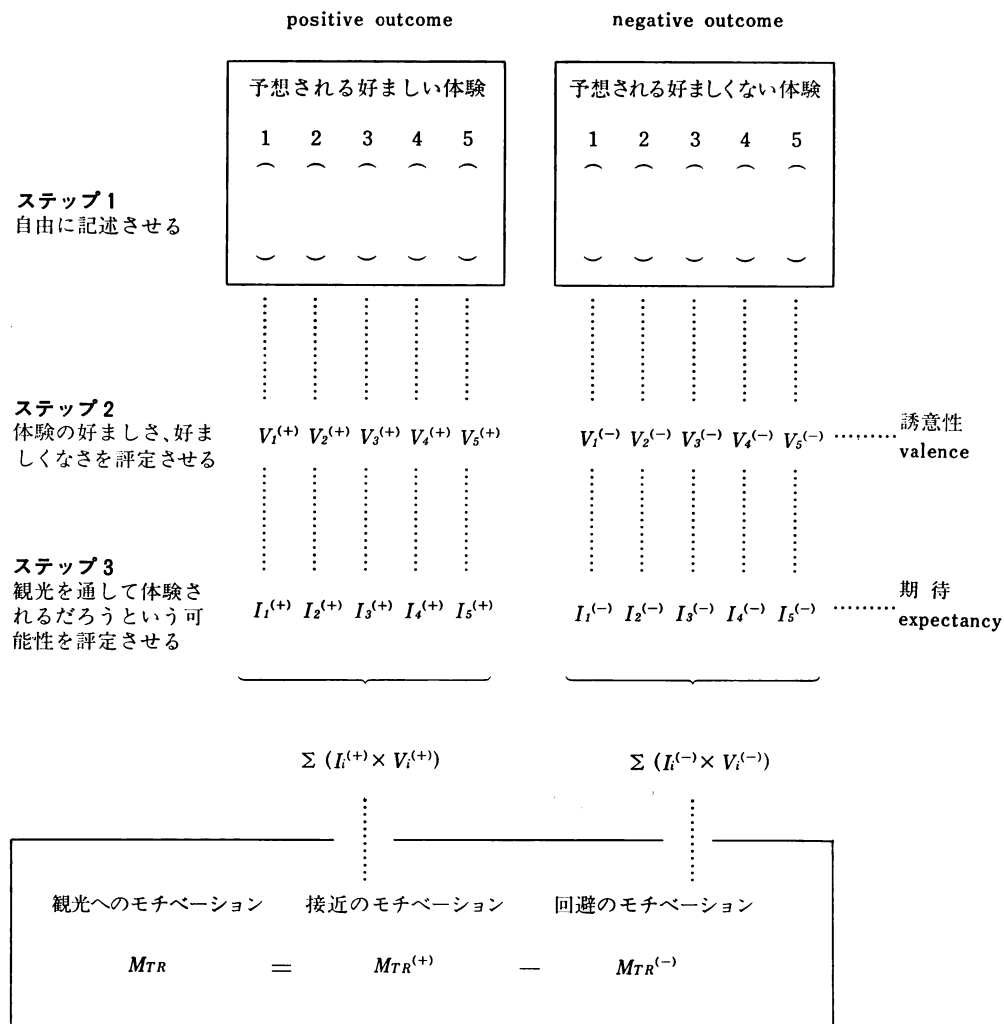 positive outcome
negative outcome
予想される好ましい体験
1 2 3 4 5
( ) ( ) ( ) ( ) ( )
予想される好ましくない体験
1 2 3 4 5
( ) ( ) ( ) ( ) ( )
ステップ1
自由に記述させる
ステップ2
体験の好ましさ、好ま
しくなさを評定させる
V₁⁽⁺⁾ V₂⁽⁺⁾ V₃⁽⁺⁾ V₄⁽⁺⁾ V₅⁽⁺⁾
V₁⁽⁻⁾ V₂⁽⁻⁾ V₃⁽⁻⁾ V₄⁽⁻⁾ V₅⁽⁻⁾
誘意性
valence
ステップ3
観光を通して体験さ
れるだろうという可
能性を評定させる
I₁⁽⁺⁾ I₂⁽⁺⁾ I₃⁽⁺⁾ I₄⁽⁺⁾ I₅⁽⁺⁾
I₁⁽⁻⁾ I₂⁽⁻⁾ I₃⁽⁻⁾ I₄⁽⁻⁾ I₅⁽⁻⁾
期待
expectancy
Σ (Iᵢ⁽⁺⁾× Vᵢ⁽⁺⁾)
Σ (Iᵢ⁽⁻⁾× Vᵢ⁽⁻⁾)
観光へのモチベーション 接近のモチベーション 回避のモチベーション
MTR = MTR⁽⁺⁾ − MTR⁽⁻⁾